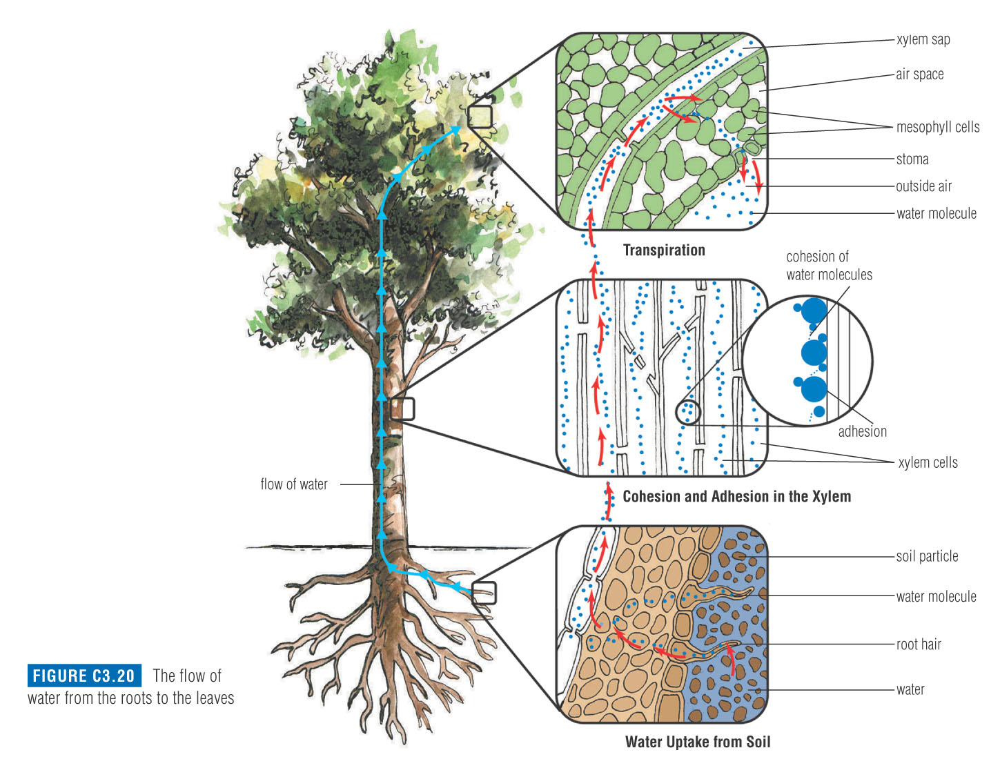 xylem sap
air space
mesophyll cells
stoma
outside air
water molecule
Transpiration
cohesion of
water molecules
adhesion
xylem cells
flow of water
Cohesion and Adhesion in the Xylem
soil particle
water molecule
root hair
water
FIGURE C3.20 The flow of
water from the roots to the leaves
Water Uptake from Soil